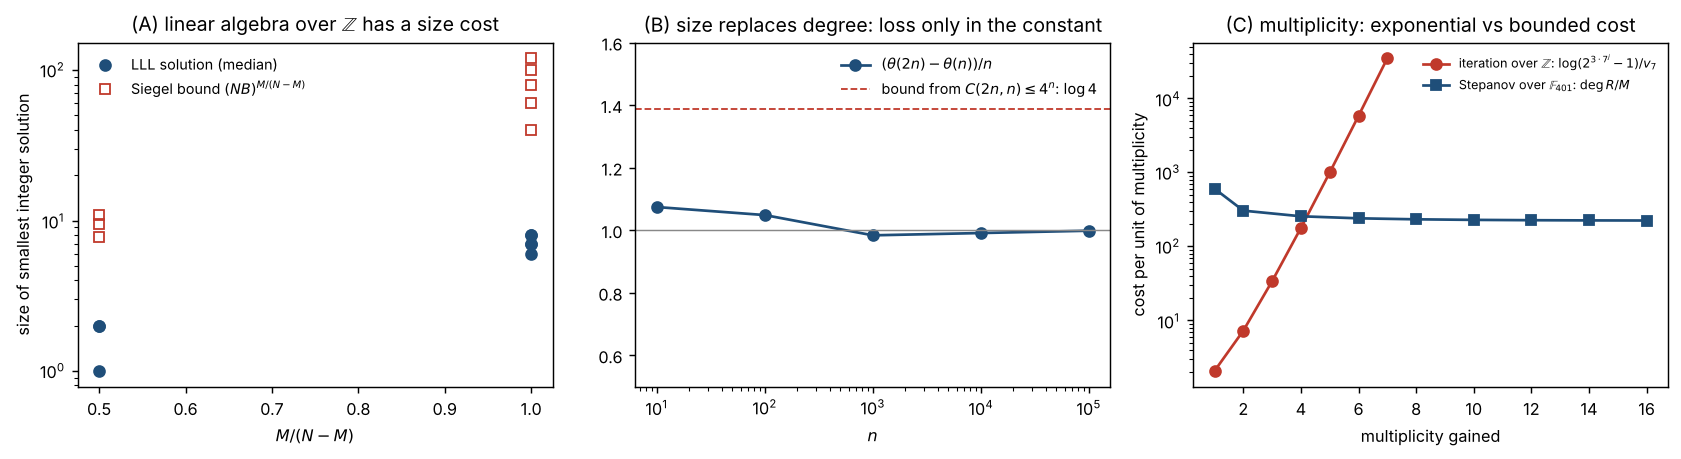 (A) linear algebra over ℤ has a size cost
size of smallest integer solution
10²
10¹
10⁰
LLL solution (median)
Siegel bound (NB)^{M/(N−M)}
0.5 0.6 0.7 0.8 0.9 1.0
M/(N − M)
(B) size replaces degree: loss only in the constant
1.6
1.4
1.2
1.0
0.8
0.6
(θ(2n) − θ(n))/n
bound from C(2n, n) ≤ 4ⁿ: log 4
10¹ 10² 10³ 10⁴ 10⁵
n
(C) multiplicity: exponential vs bounded cost
cost per unit of multiplicity
10⁴
10³
10²
10¹
iteration over ℤ: log(2^{3·7^j} − 1)/v₇
Stepanov over 𝔽₄₀₁: deg R/M
2 4 6 8 10 12 14 16
multiplicity gained